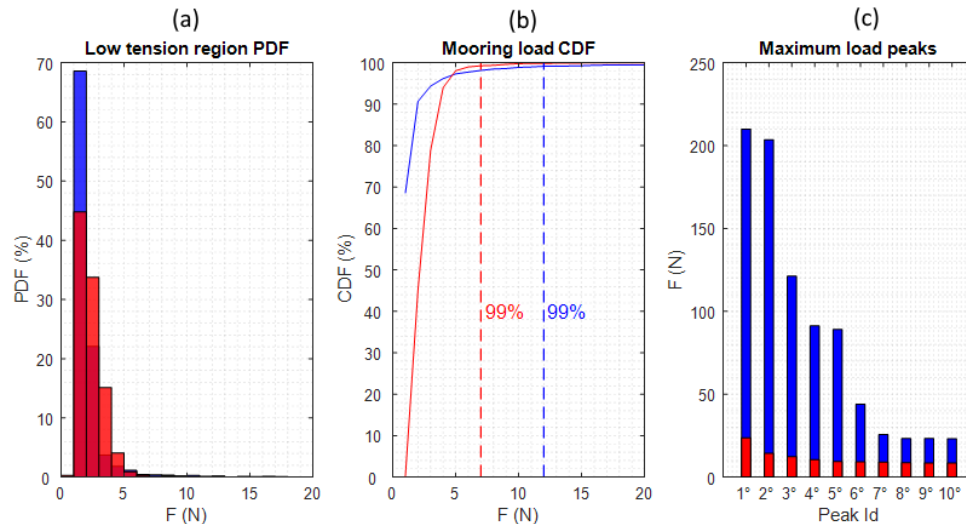 (a)
Low tension region PDF
70
60
50
40
30
20
10
0
PDF (%)
0 5 10 15 20
F (N)
(b)
Mooring load CDF
100
90
80
70
60
50
40
30
20
10
0
CDF (%)
99% 99%
0 5 10 15 20
F (N)
(c)
Maximum load peaks
250
200
150
100
50
0
F (N)
1° 2° 3° 4° 5° 6° 7° 8° 9° 10°
Peak Id